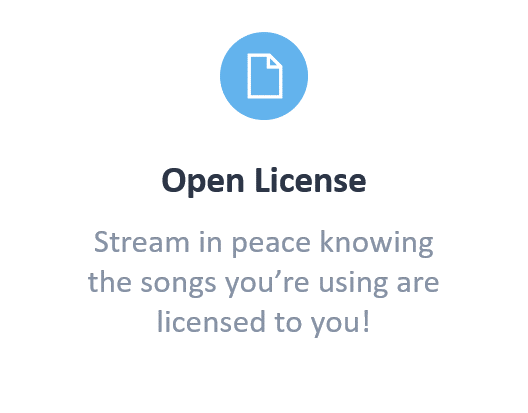 Open License
Stream in peace knowing
the songs you’re using are
licensed to you!